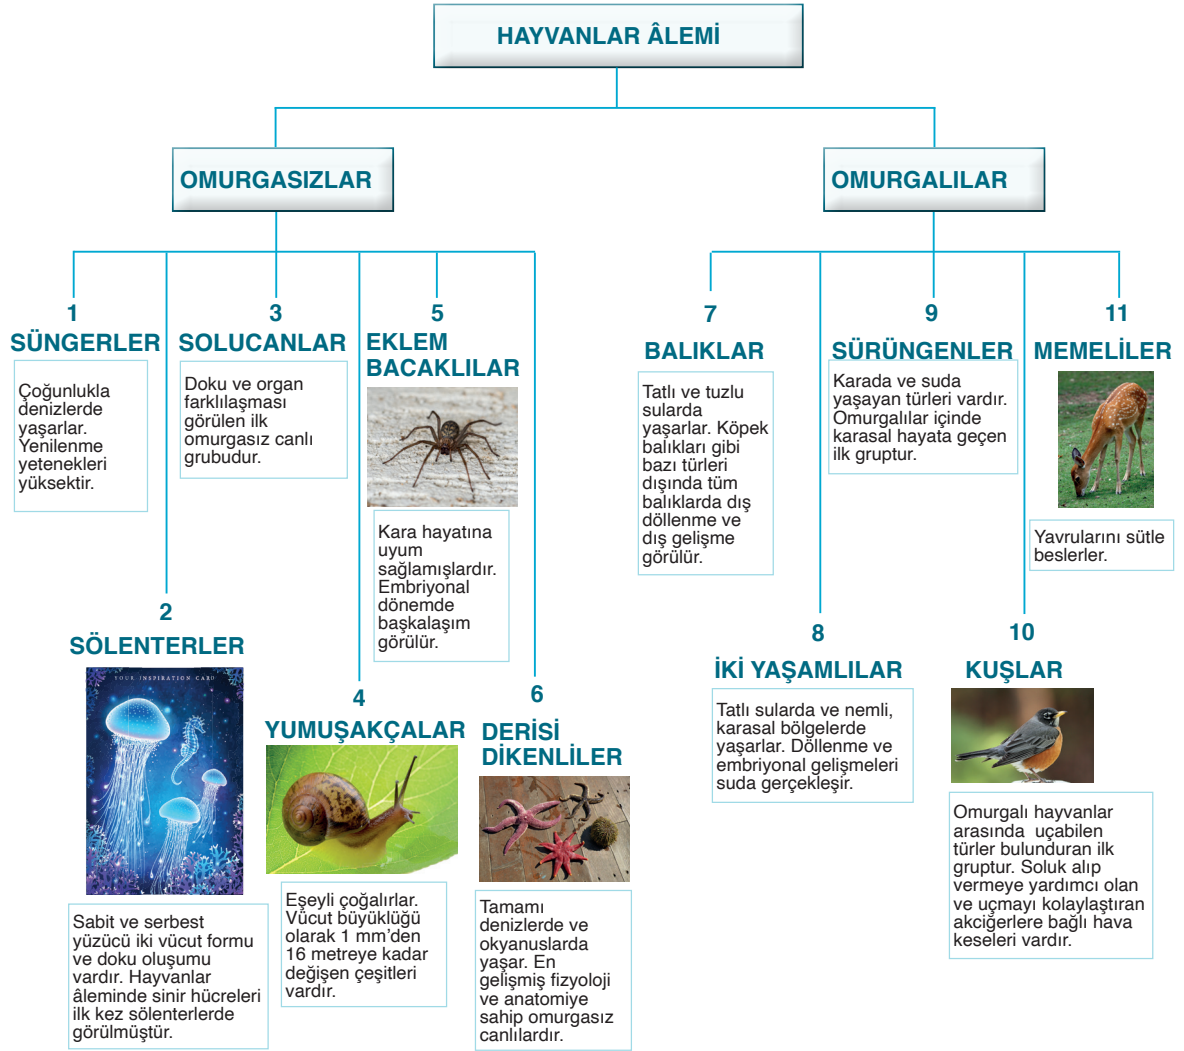 HAYVANLAR ÂLEMİ
OMURGASIZLAR
OMURGALILAR
1
SÜNGERLER
Çoğunlukla
denizlerde
yaşarlar.
Yenilenme
yetenekleri
yüksektir.
2
SÖLENTERLER
YOUR INSPIRATION CARD
Sabit ve serbest
yüzücü iki vücut formu
ve doku oluşumu
vardır. Hayvanlar
âleminde sinir hücreleri
ilk kez sölenterlerde
görülmüştür.
3
SOLUCANLAR
Doku ve organ
farklılaşması
görülen ilk
omurgasız canlı
grubudur.
4
YUMUŞAKÇALAR
Eşeyli çoğalırlar.
Vücut büyüklüğü
olarak 1 mm’den
16 metreye kadar
değişen çeşitleri
vardır.
5
EKLEM
BACAKLILAR
Kara hayatına
uyum
sağlamışlardır.
Embriyonal
dönemde
başkalaşım
görülür.
6
DERİSİ
DİKENLİLER
Tamamı
denizlerde ve
okyanuslarda
yaşar. En
gelişmiş fizyoloji
ve anatomiye
sahip omurgasız
canlılardır.
7
BALIKLAR
Tatlı ve tuzlu
sularda
yaşarlar. Köpek
balıkları gibi
bazı türleri
dışında tüm
balıklarda dış
döllenme ve
dış gelişme
görülür.
8
İKİ YAŞAMLILAR
Tatlı sularda ve nemli,
karasal bölgelerde
yaşarlar. Döllenme ve
embriyonal gelişmeleri
suda gerçekleşir.
9
SÜRÜNGENLER
Karada ve suda
yaşayan türleri vardır.
Omurgalılar içinde
karasal hayata geçen
ilk gruptur.
10
KUŞLAR
Omurgalı hayvanlar
arasında uçabilen
türler bulunduran ilk
gruptur. Soluk alıp
vermeye yardımcı olan
ve uçmayı kolaylaştıran
akciğerlere bağlı hava
keseleri vardır.
11
MEMELİLER
Yavrularını sütle
beslerler.